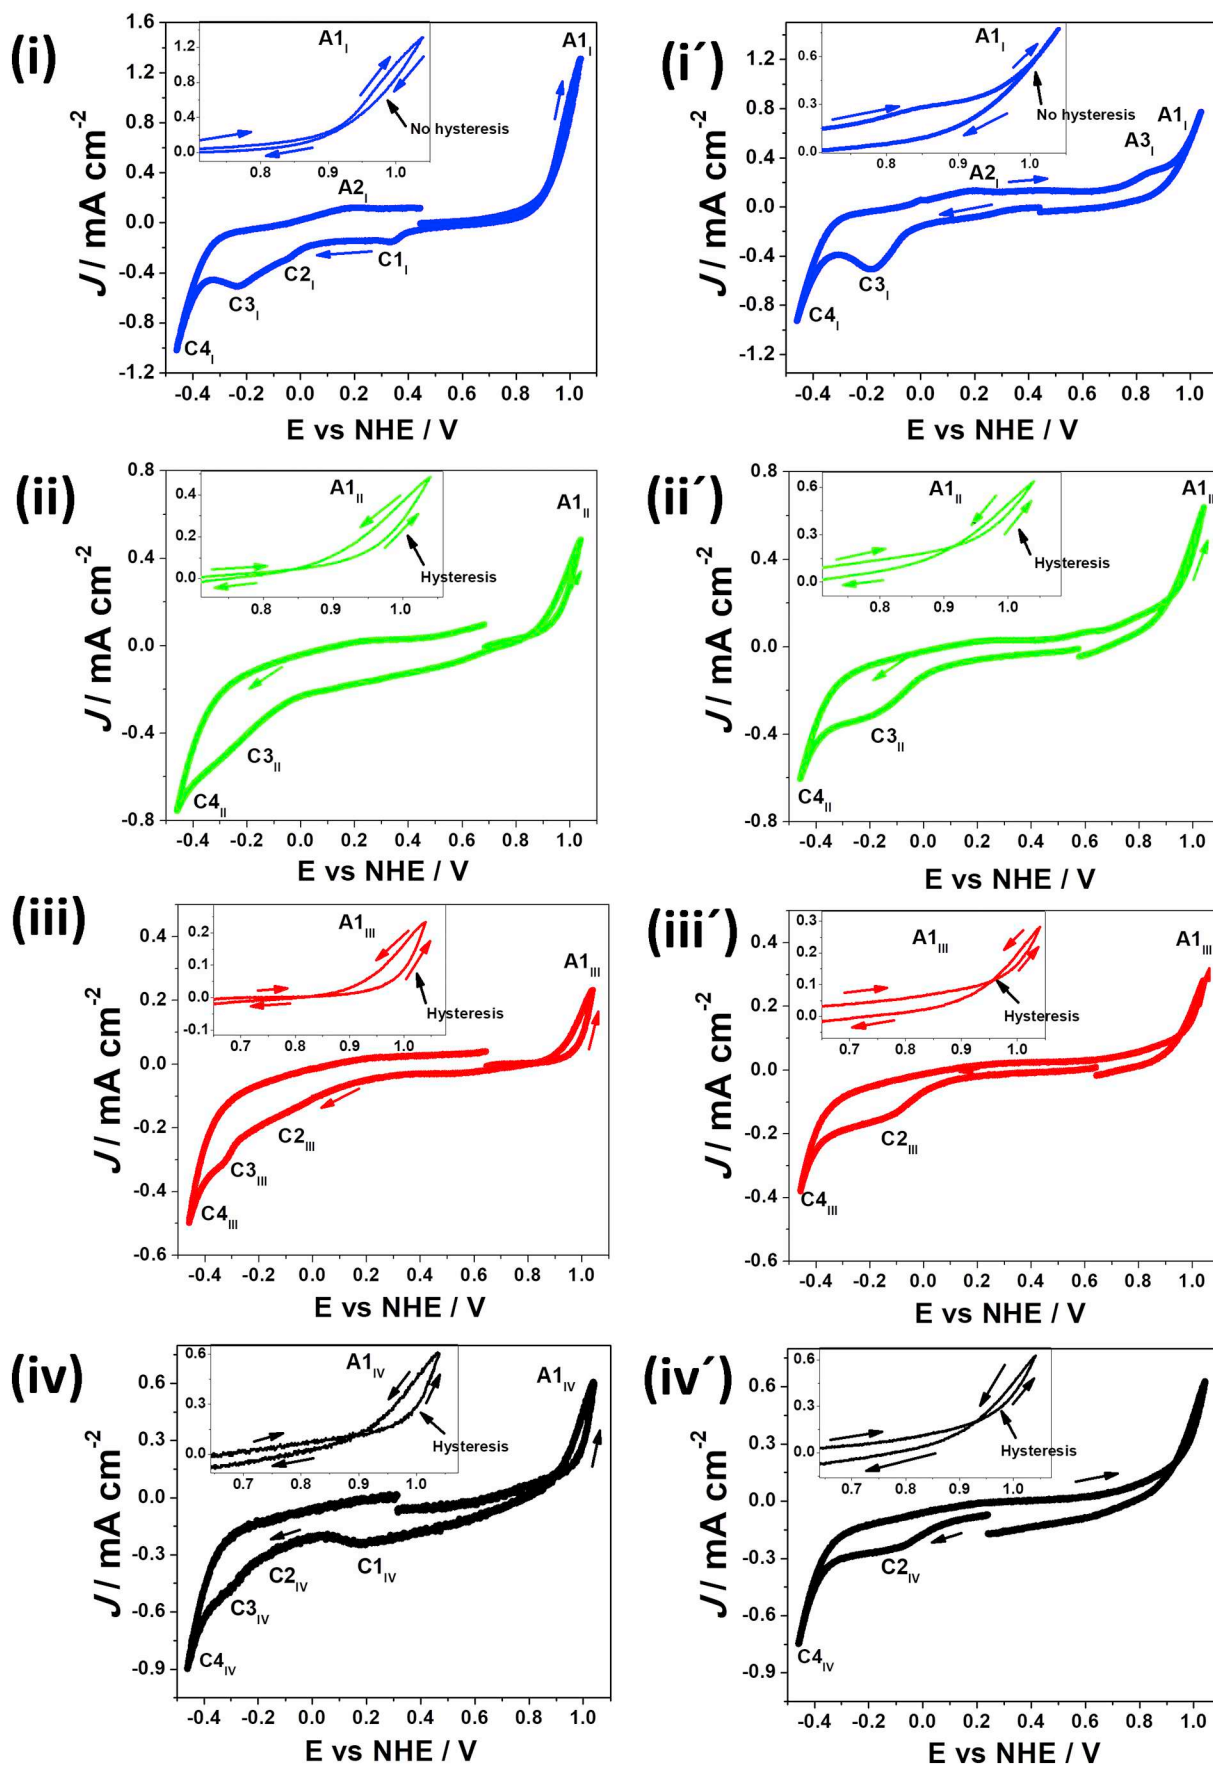 (i)
J / mA cm-2
1.6
1.2
0.8
0.4
0.0
-0.4
-0.8
-1.2
1.2
0.8
0.4
0.0
0.8 0.9 1.0
A1I
No hysteresis
A1I
A2I
C1I
C2I
C3I
C4I
-0.4 -0.2 0.0 0.2 0.4 0.6 0.8 1.0
E vs NHE / V
(i´)
J / mA cm-2
1.2
0.8
0.4
0.0
-0.4
-0.8
-1.2
0.6
0.3
0.0
0.8 0.9 1.0
A1I
No hysteresis
A1I
A3I
A2I
C3I
C4I
-0.4 -0.2 0.0 0.2 0.4 0.6 0.8 1.0
E vs NHE / V
(ii)
J / mA cm-2
0.8
0.4
0.0
-0.4
-0.8
0.4
0.2
0.0
0.8 0.9 1.0
A1II
Hysteresis
A1II
C3II
C4II
-0.4 -0.2 0.0 0.2 0.4 0.6 0.8 1.0
E vs NHE / V
(ii´)
J / mA cm-2
0.8
0.4
0.0
-0.4
-0.8
0.6
0.4
0.2
0.0
0.8 0.9 1.0
A1II
Hysteresis
A1II
C3II
C4II
-0.4 -0.2 0.0 0.2 0.4 0.6 0.8 1.0
E vs NHE / V
(iii)
J / mA cm-2
0.4
0.2
0.0
-0.2
-0.4
-0.6
0.2
0.1
0.0
-0.1
0.7 0.8 0.9 1.0
A1III
Hysteresis
A1III
C2III
C3III
C4III
-0.4 -0.2 0.0 0.2 0.4 0.6 0.8 1.0
E vs NHE / V
(iii´)
J / mA cm-2
0.4
0.2
0.0
-0.2
-0.4
-0.6
0.3
0.2
0.1
0.0
0.7 0.8 0.9 1.0
A1III
Hysteresis
A1III
C2III
C4III
-0.4 -0.2 0.0 0.2 0.4 0.6 0.8 1.0
E vs NHE / V
(iv)
J / mA cm-2
0.6
0.3
0.0
-0.3
-0.6
-0.9
0.6
0.3
0.0
0.7 0.8 0.9 1.0
A1IV
Hysteresis
A1IV
C1IV
C2IV
C3IV
C4IV
-0.4 -0.2 0.0 0.2 0.4 0.6 0.8 1.0
E vs NHE / V
(iv´)
J / mA cm-2
0.6
0.3
0.0
-0.3
-0.6
-0.9
0.6
0.3
0.0
0.7 0.8 0.9 1.0
Hysteresis
C2IV
C4IV
-0.4 -0.2 0.0 0.2 0.4 0.6 0.8 1.0
E vs NHE / V